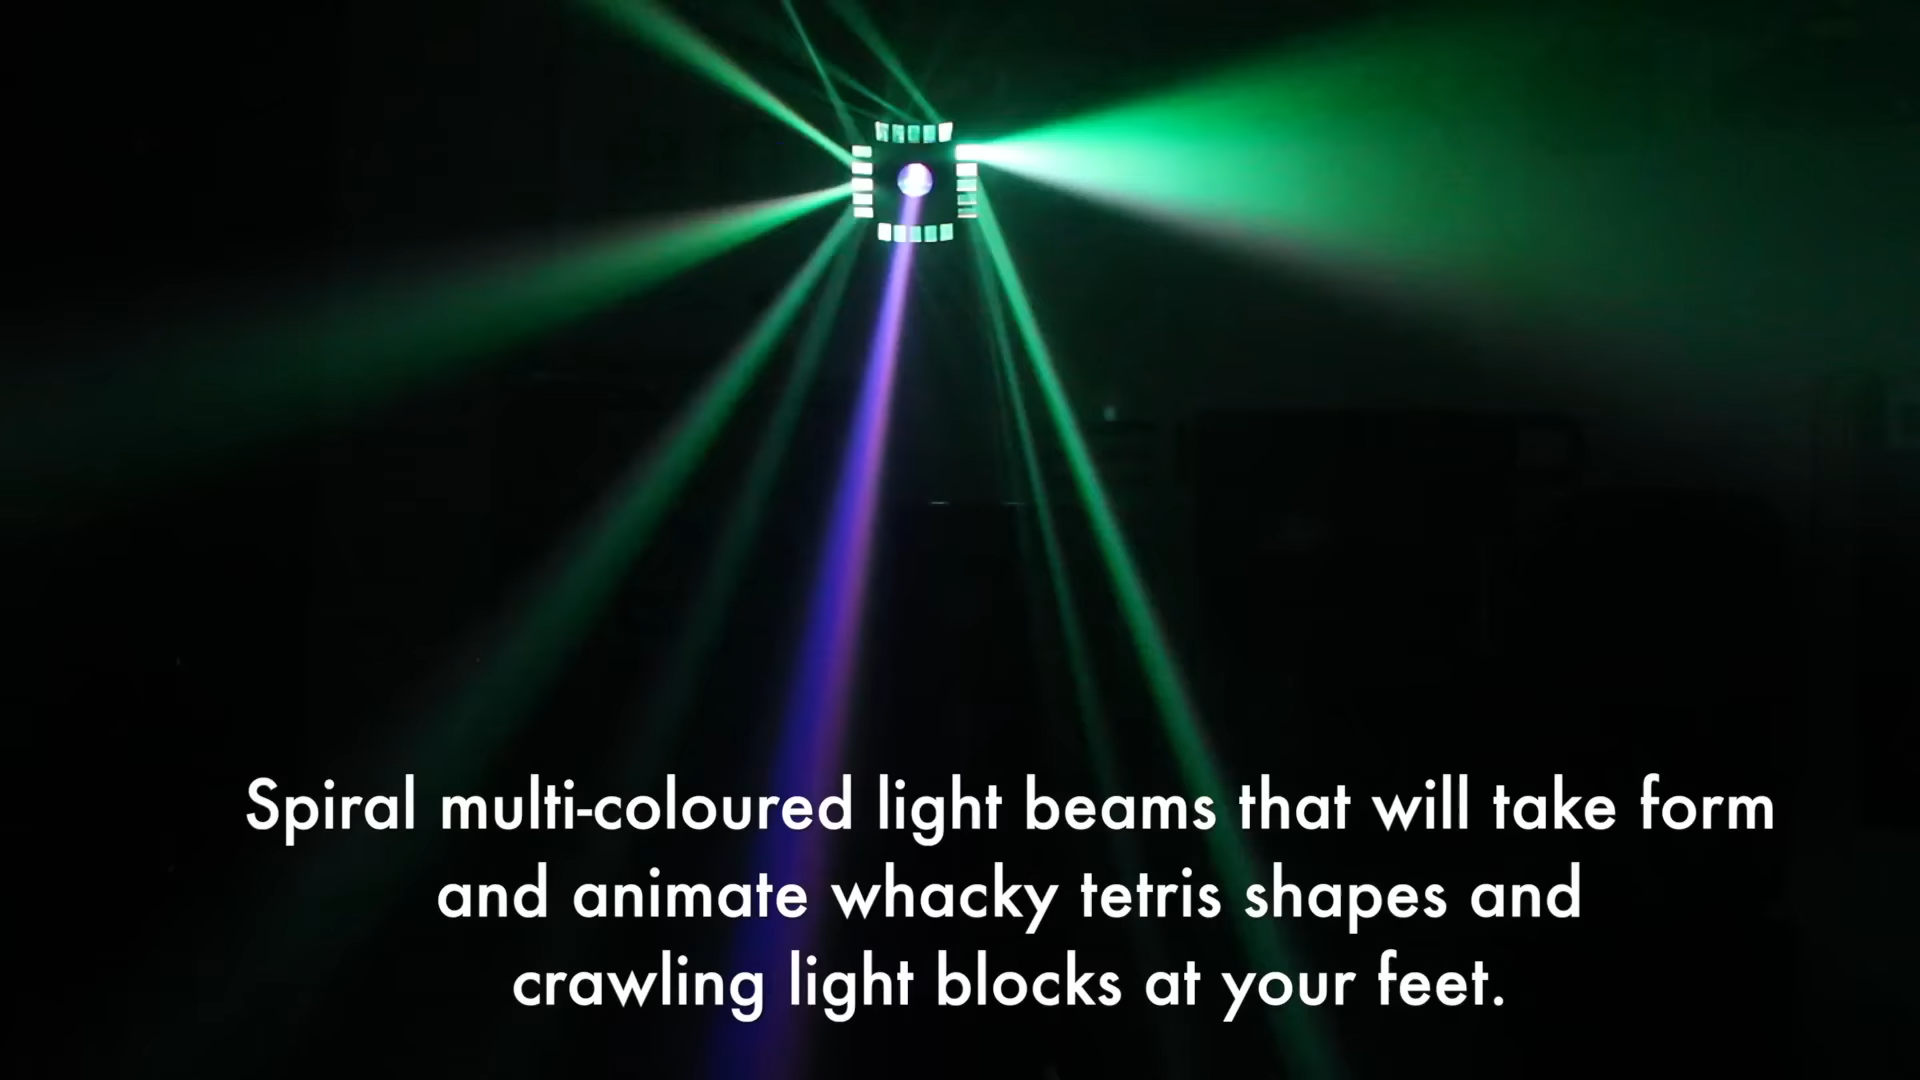 Spiral multi-coloured light beams that will take form
and animate whacky tetris shapes and
crawling light blocks at your feet.